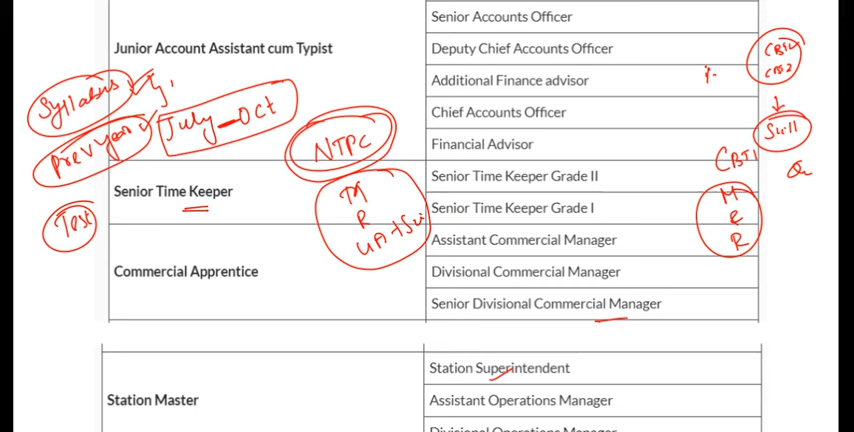 Senior Accounts Officer
Junior Account Assistant cum Typist
Deputy Chief Accounts Officer
Additional Finance advisor
Chief Accounts Officer
Financial Advisor
Senior Time Keeper
Senior Time Keeper Grade II
Senior Time Keeper Grade I
Commercial Apprentice
Assistant Commercial Manager
Divisional Commercial Manager
Senior Divisional Commercial Manager
Station Master
Station Superintendent
Assistant Operations Manager
Divisional Operations Manager
Syllabus
Prev Year
July-Oct
Test
NTPC
M
R
CBT1
CBT2
CBT1
M
R